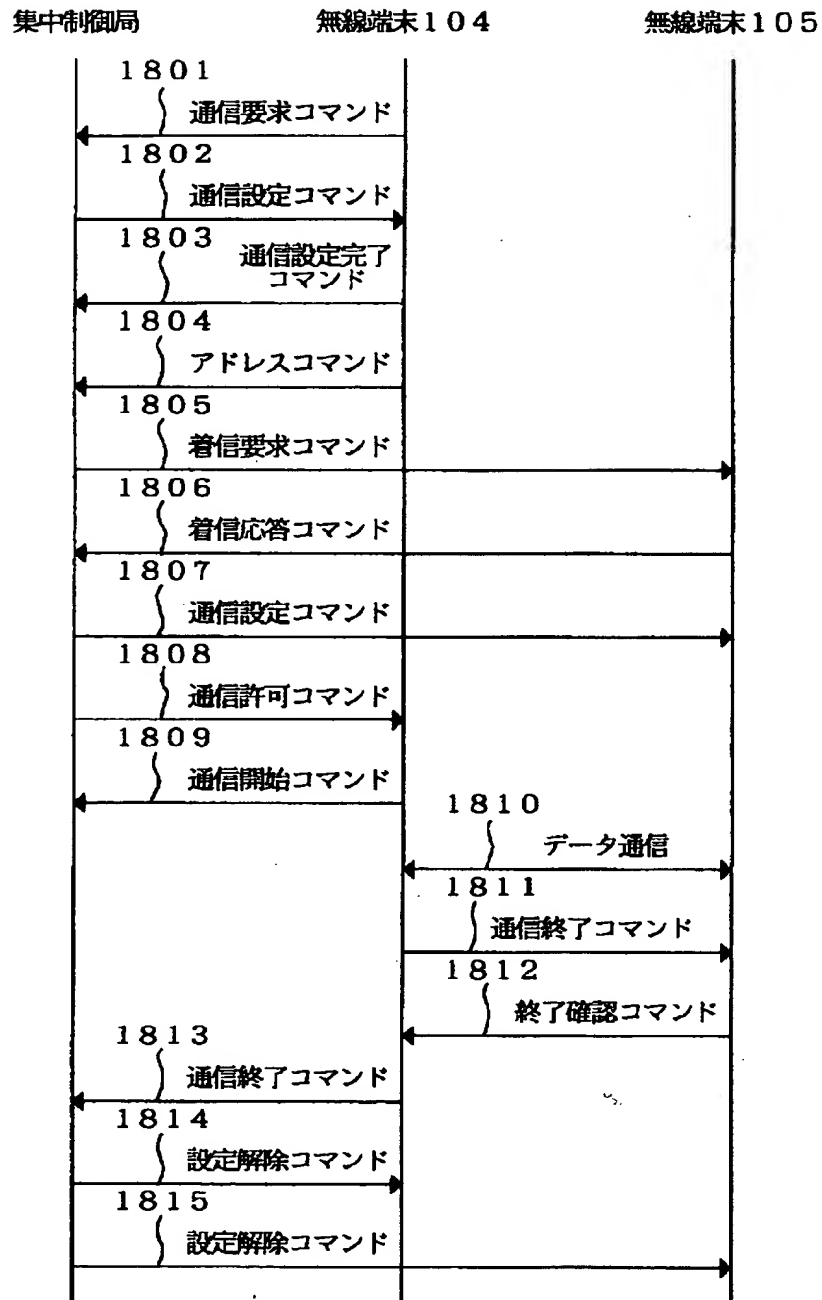 集中制御局 無線端末１０４ 無線端末１０５
１８０１
通信要求コマンド
１８０２
通信設定コマンド
１８０３
通信設定完了
コマンド
１８０４
アドレスコマンド
１８０５
着信要求コマンド
１８０６
着信応答コマンド
１８０７
通信設定コマンド
１８０８
通信許可コマンド
１８０９
通信開始コマンド
１８１０
データ通信
１８１１
通信終了コマンド
１８１２
終了確認コマンド
１８１３
通信終了コマンド
１８１４
設定解除コマンド
１８１５
設定解除コマンド